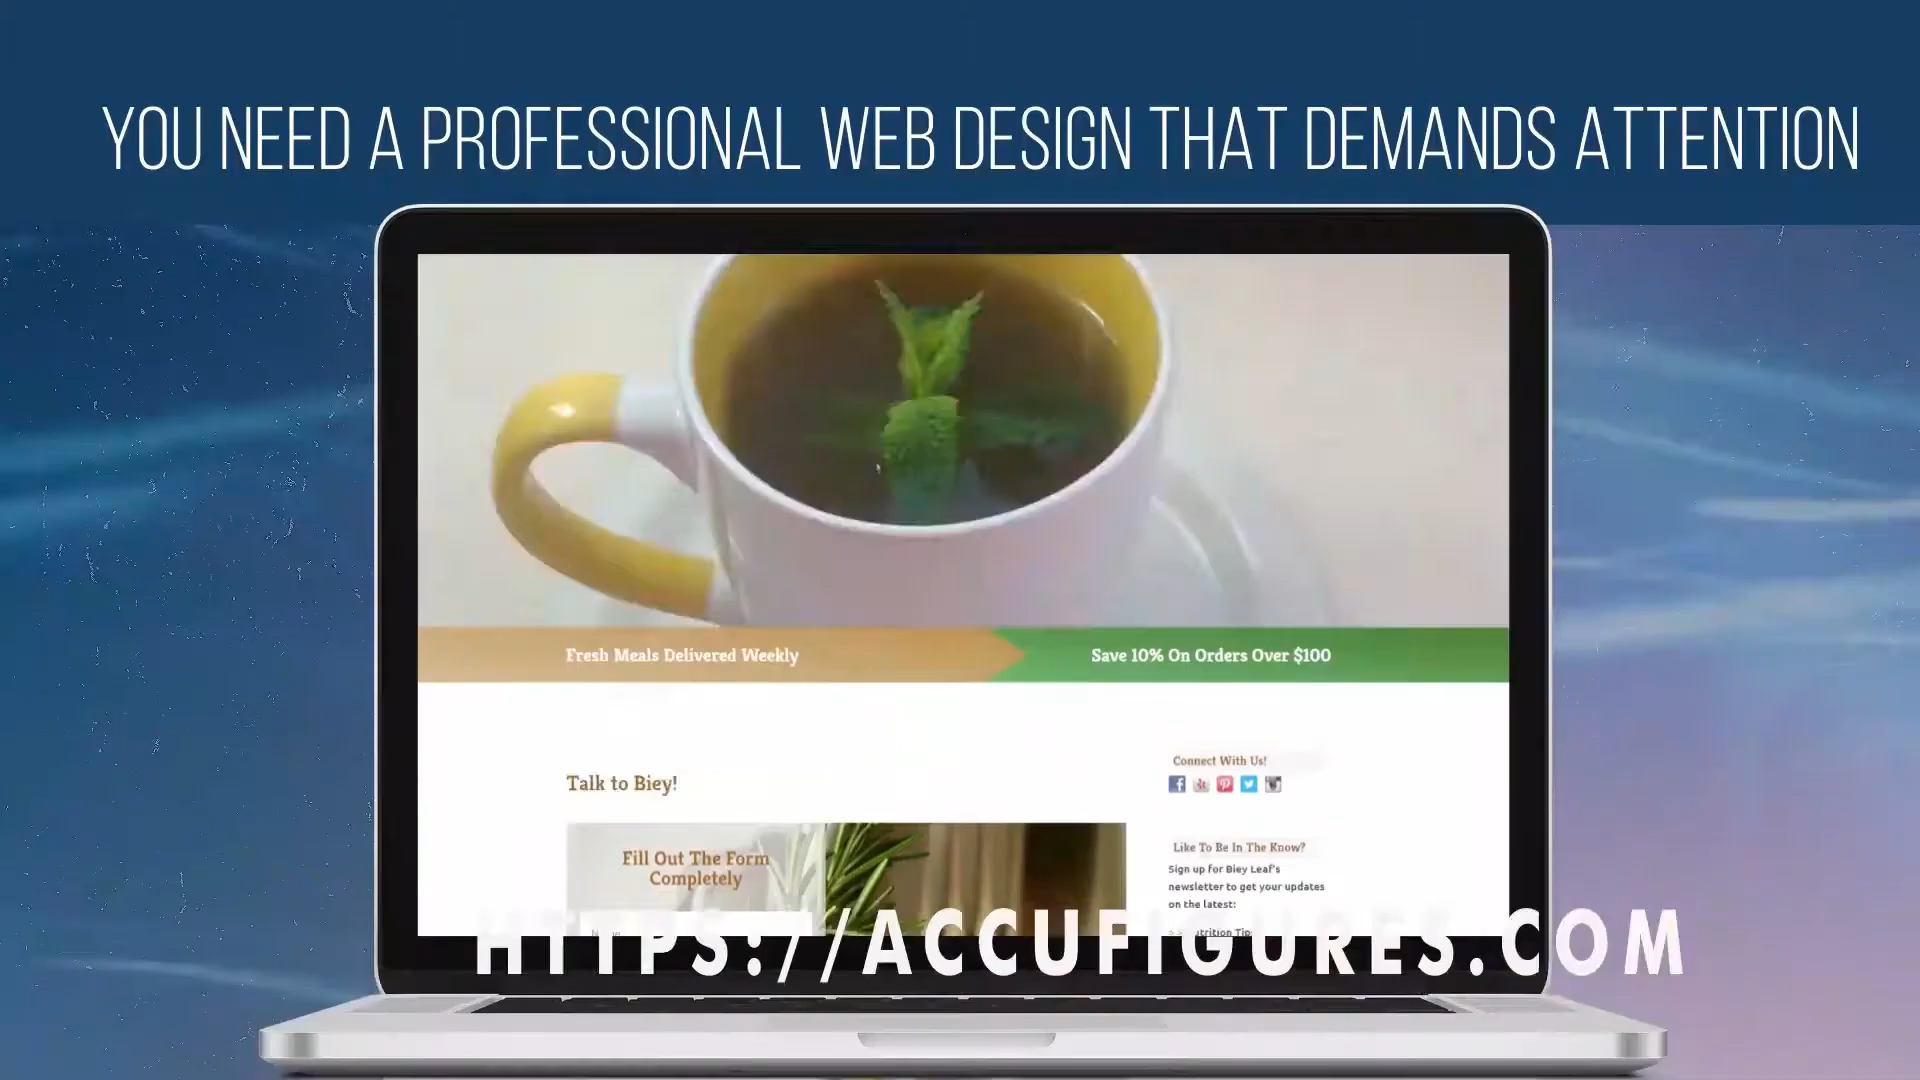 YOU NEED A PROFESSIONAL WEB DESIGN THAT DEMANDS ATTENTION
Fresh Meals Delivered Weekly
Save 10% On Orders Over $100
Connect With Us!
Talk to Biey!
Like To Be In The Know?
Fill Out The Form
Completely
Sign up for Biey Leaf's
newsletter to get your updates
on the latest:
HTTPS://ACCUFIGURES.COM